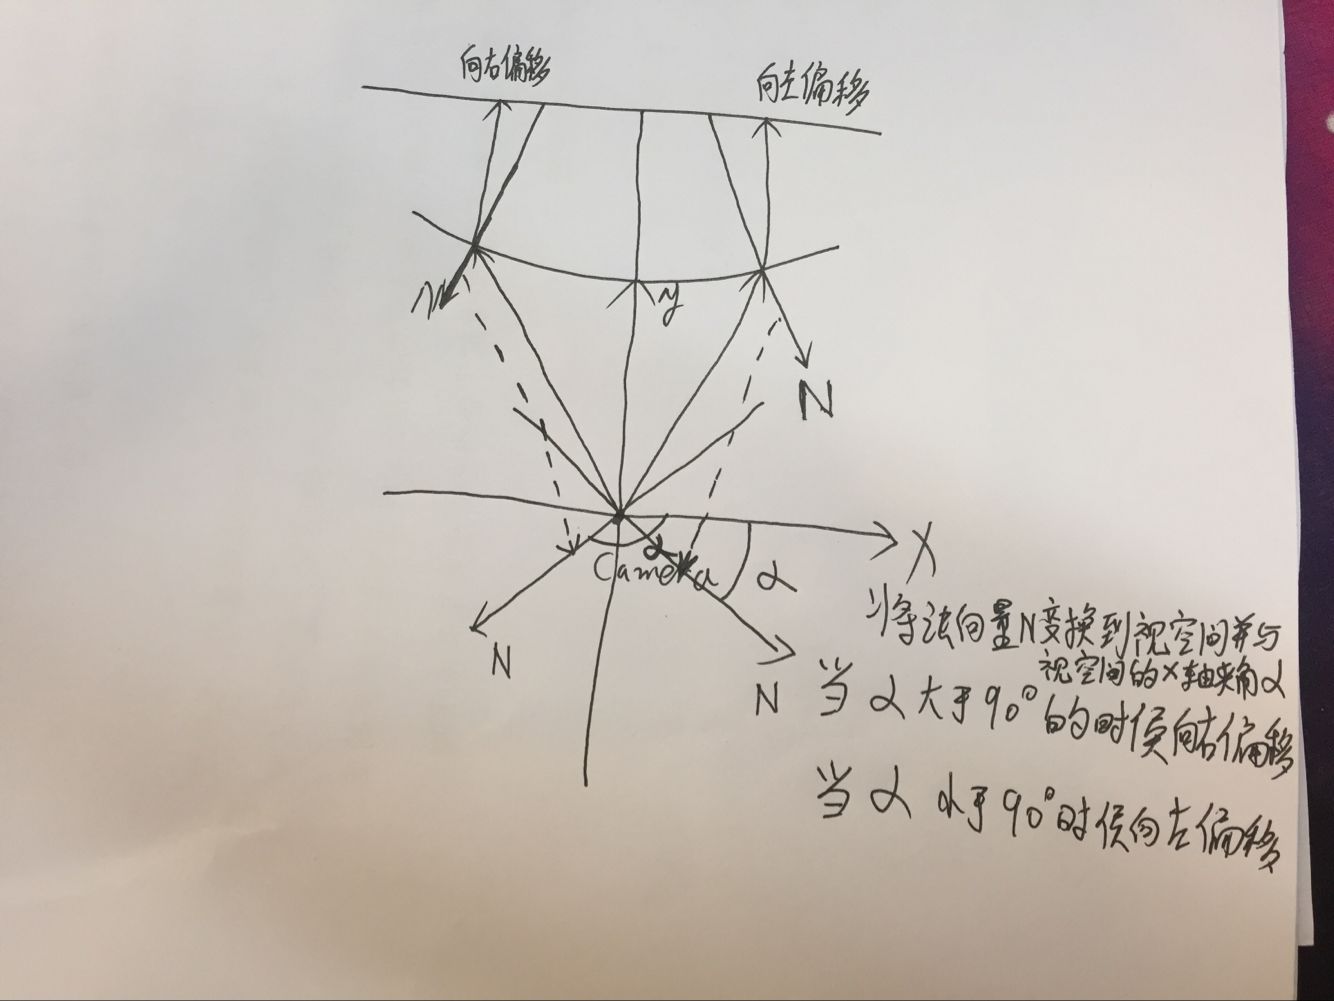 向右偏移
向左偏移
N
y
N
X
α
Camera
α
N
N
将法向量N变换到视空间并与
视空间的X轴夹角α
当α大于90°的时候向右偏移
当α小于90°时候向左偏移